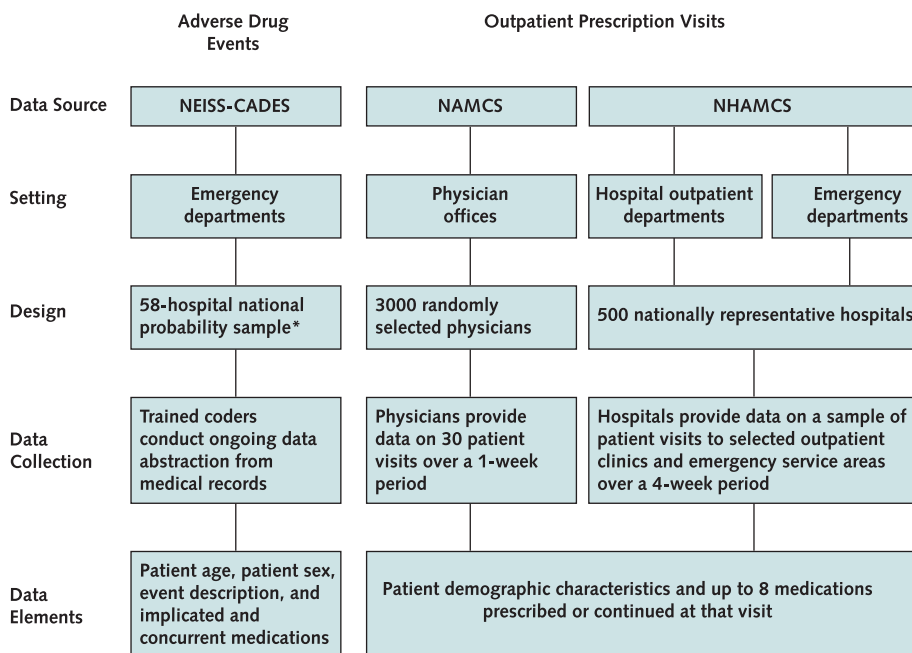 Adverse Drug
Events
Outpatient Prescription Visits
Data Source
NEISS-CADES
NAMCS
NHAMCS
Setting
Emergency
departments
Physician
offices
Hospital outpatient
departments
Emergency
departments
Design
58-hospital national
probability sample*
3000 randomly
selected physicians
500 nationally representative hospitals
Data
Collection
Trained coders
conduct ongoing data
abstraction from
medical records
Physicians provide
data on 30 patient
visits over a 1-week
period
Hospitals provide data on a sample of
patient visits to selected outpatient
clinics and emergency service areas
over a 4-week period
Data
Elements
Patient age, patient sex,
event description, and
implicated and
concurrent medications
Patient demographic characteristics and up to 8 medications
prescribed or continued at that visit